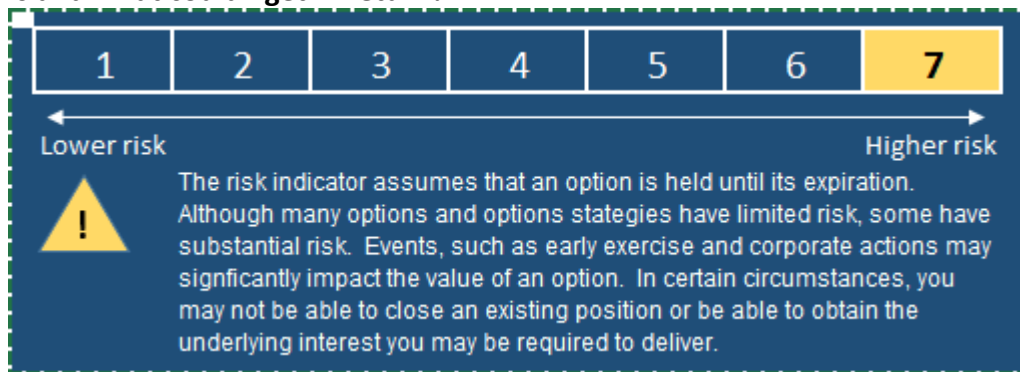 1 2 3 4 5 6 7
Lower risk Higher risk
The risk indicator assumes that an option is held until its expiration.
! Although many options and options stategies have limited risk, some have
substantial risk. Events, such as early exercise and corporate actions may
signficantly impact the value of an option. In certain circumstances, you
may not be able to close an existing position or be able to obtain the
underlying interest you may be required to deliver.